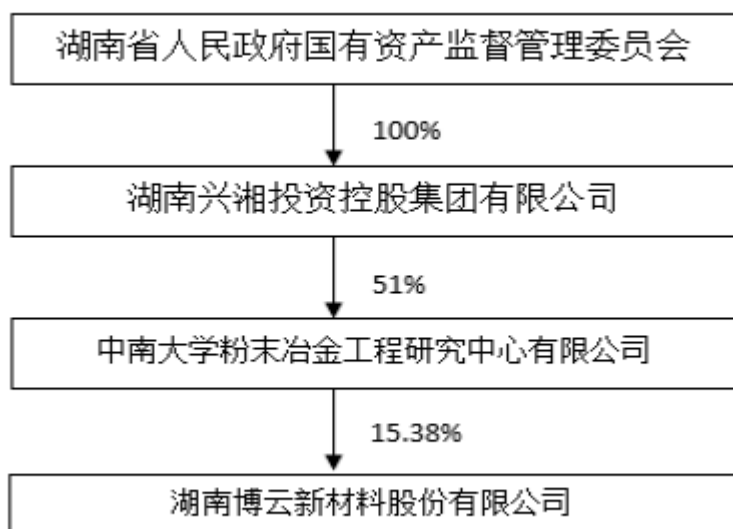 湖南省人民政府国有资产监督管理委员会
100%
湖南兴湘投资控股集团有限公司
51%
中南大学粉末冶金工程研究中心有限公司
15.38%
湖南博云新材料股份有限公司